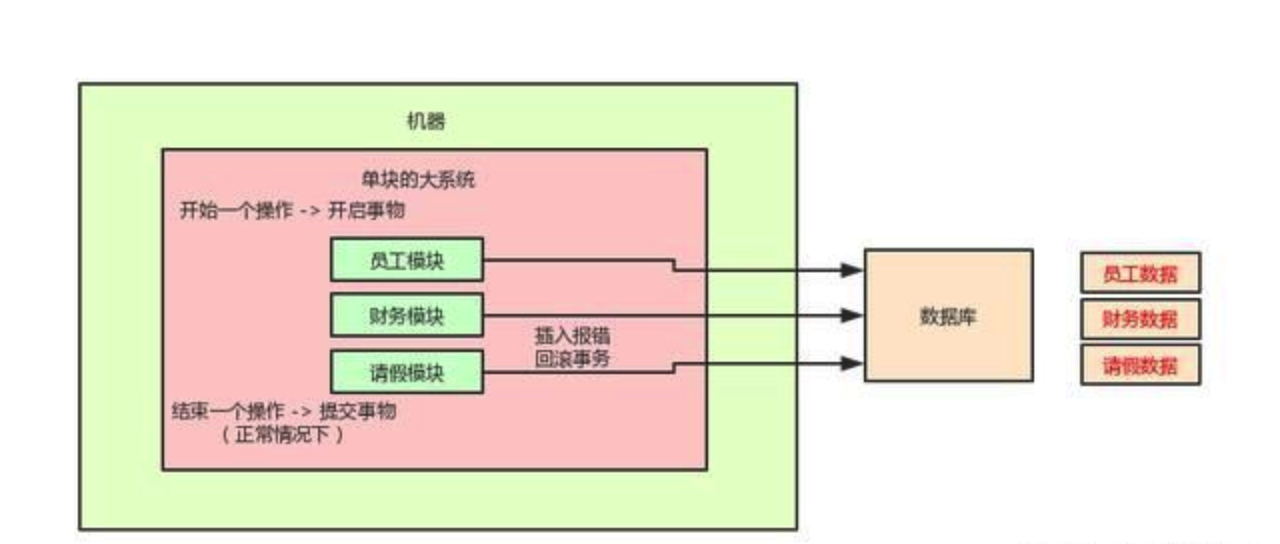 机器
单块的大系统
开始一个操作 -> 开启事物
员工模块
财务模块
插入报错
回滚事务
请假模块
结束一个操作 -> 提交事物
（正常情况下）
数据库
员工数据
财务数据
请假数据